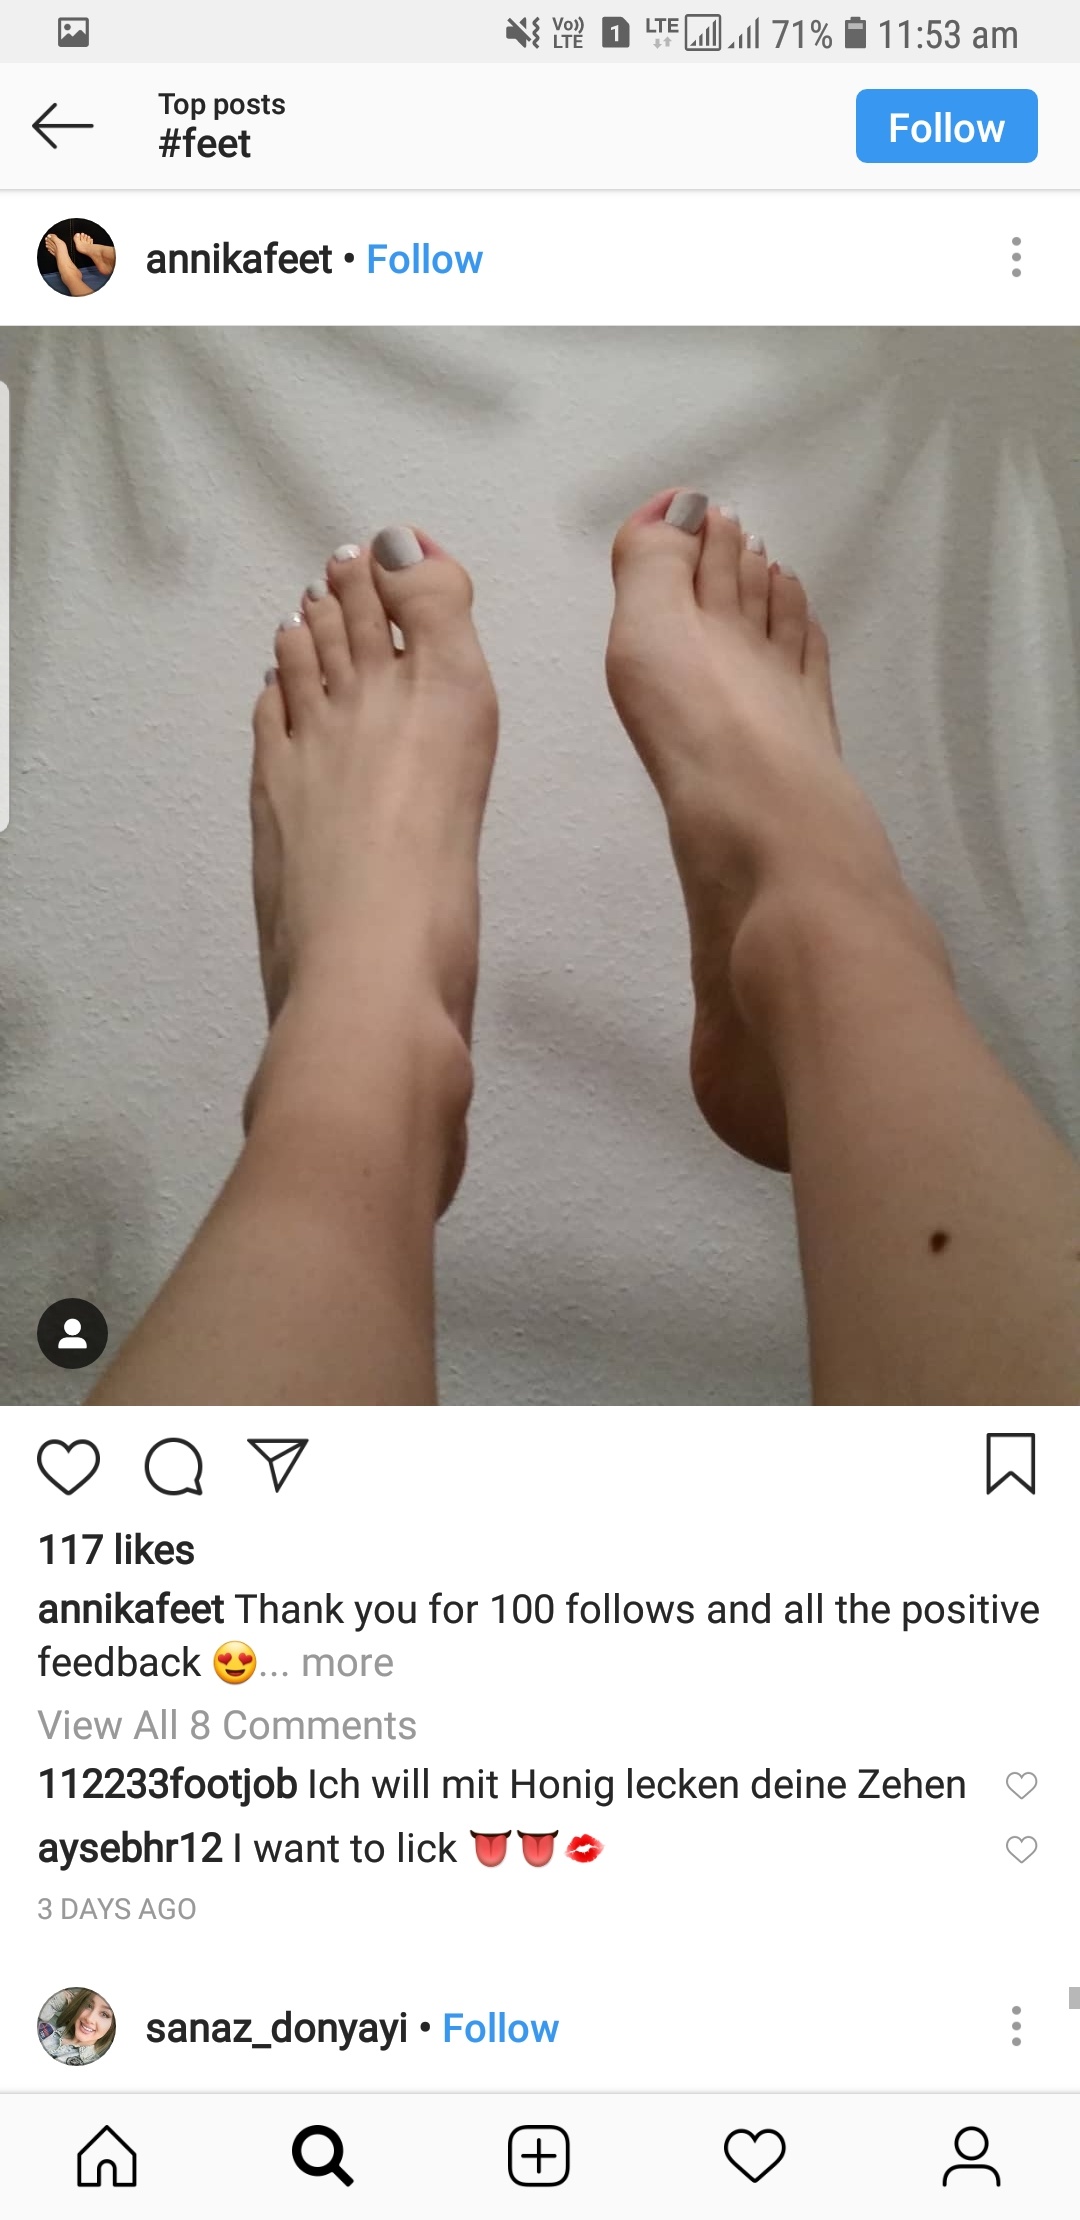 Vo)) LTE 1 LTE 71% 11:53 am
Top posts
#feet
Follow
annikafeet • Follow
117 likes
annikafeet Thank you for 100 follows and all the positive
feedback 😍... more
View All 8 Comments
112233footjob Ich will mit Honig lecken deine Zehen
aysebhr12 I want to lick 👅👅💋
3 DAYS AGO
sanaz_donyayi • Follow